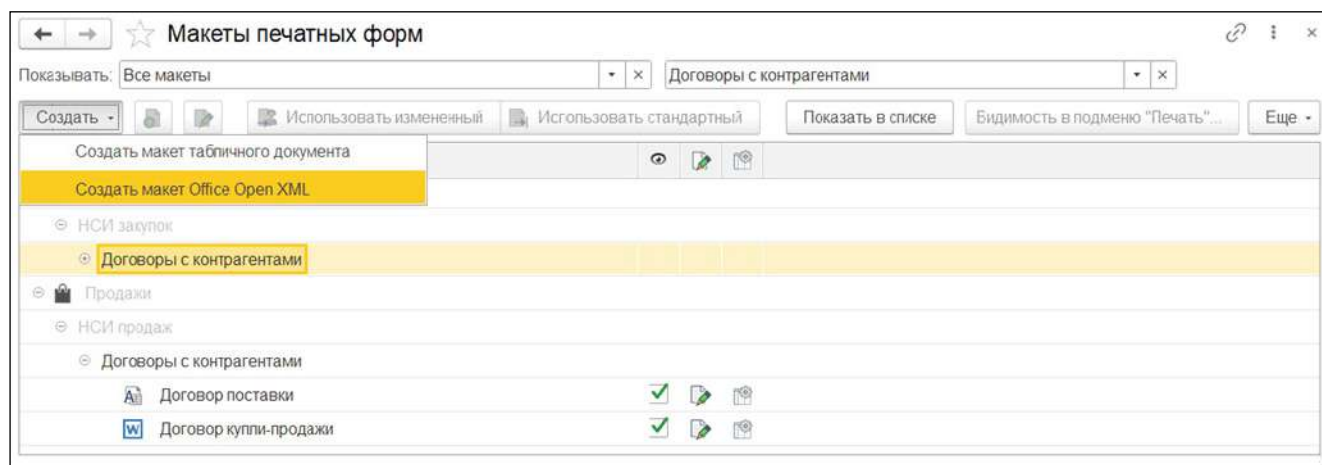 Макеты печатных форм
Показывать: Все макеты Договоры с контрагентами
Создать Использовать измененный Использовать стандартный Показать в списке Видимость в подменю "Печать"... Еще
Создать макет табличного документа
Создать макет Office Open XML
НСИ закупок
Договоры с контрагентами
Продажи
НСИ продаж
Договоры с контрагентами
Договор поставки
Договор купли-продажи